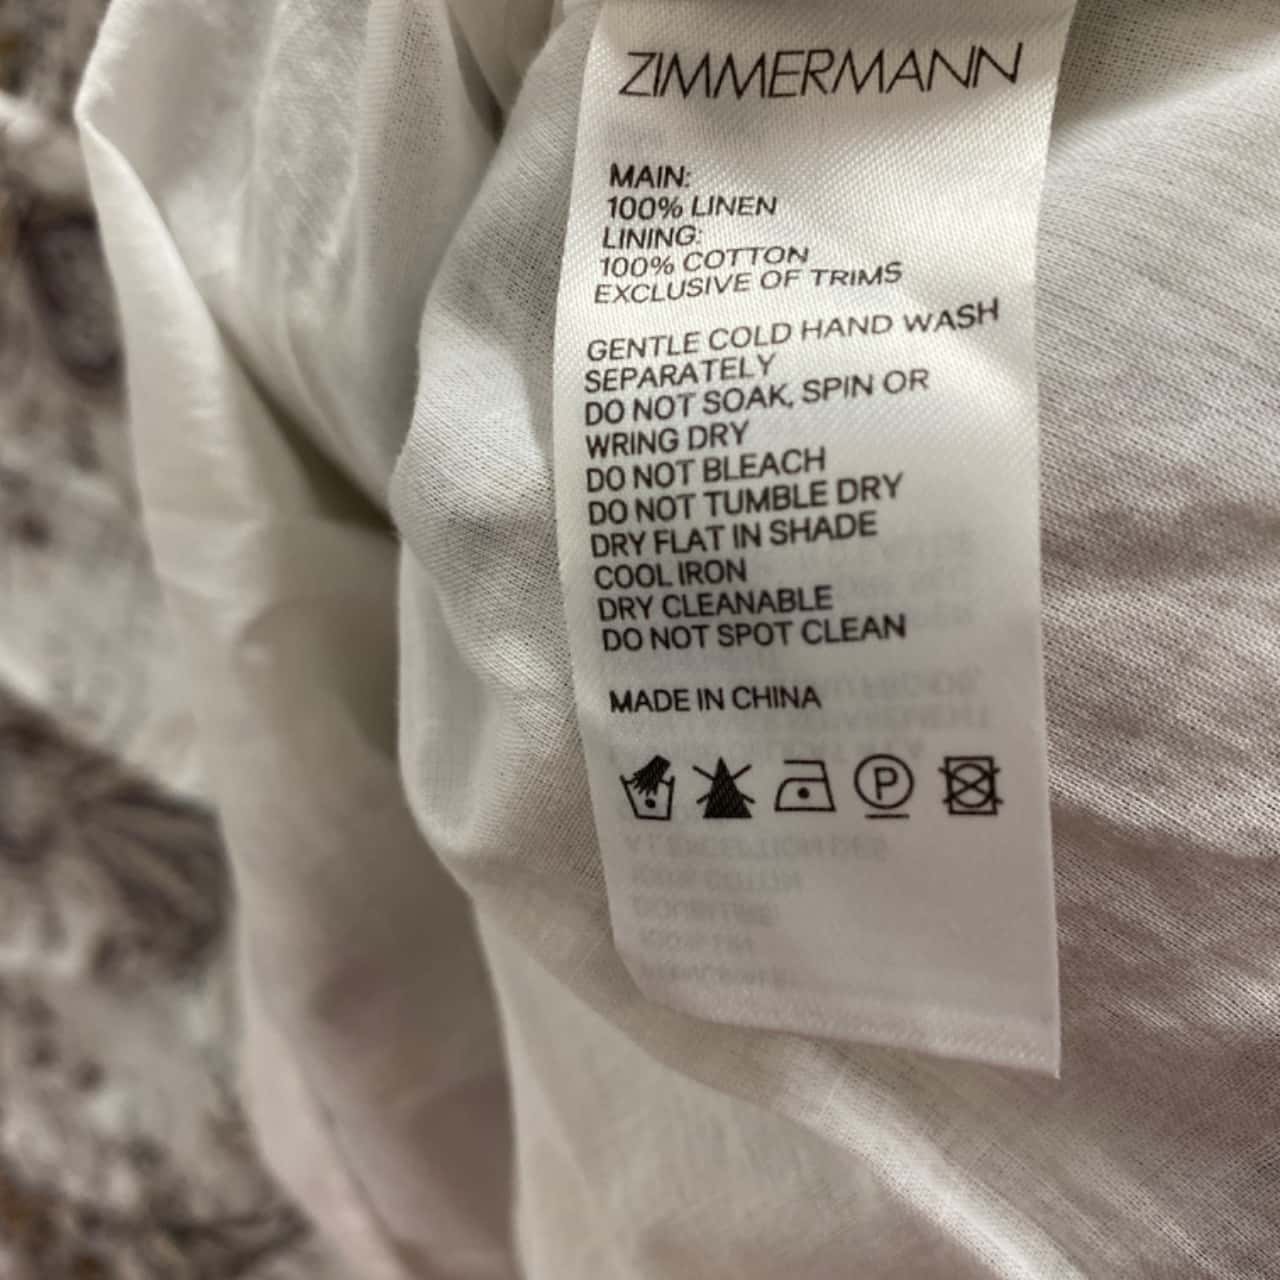 ZIMMERMANN
MAIN:
100% LINEN
LINING:
100% COTTON
EXCLUSIVE OF TRIMS
GENTLE COLD HAND WASH
SEPARATELY
DO NOT SOAK, SPIN OR
WRING DRY
DO NOT BLEACH
DO NOT TUMBLE DRY
DRY FLAT IN SHADE
COOL IRON
DRY CLEANABLE
DO NOT SPOT CLEAN
MADE IN CHINA
P